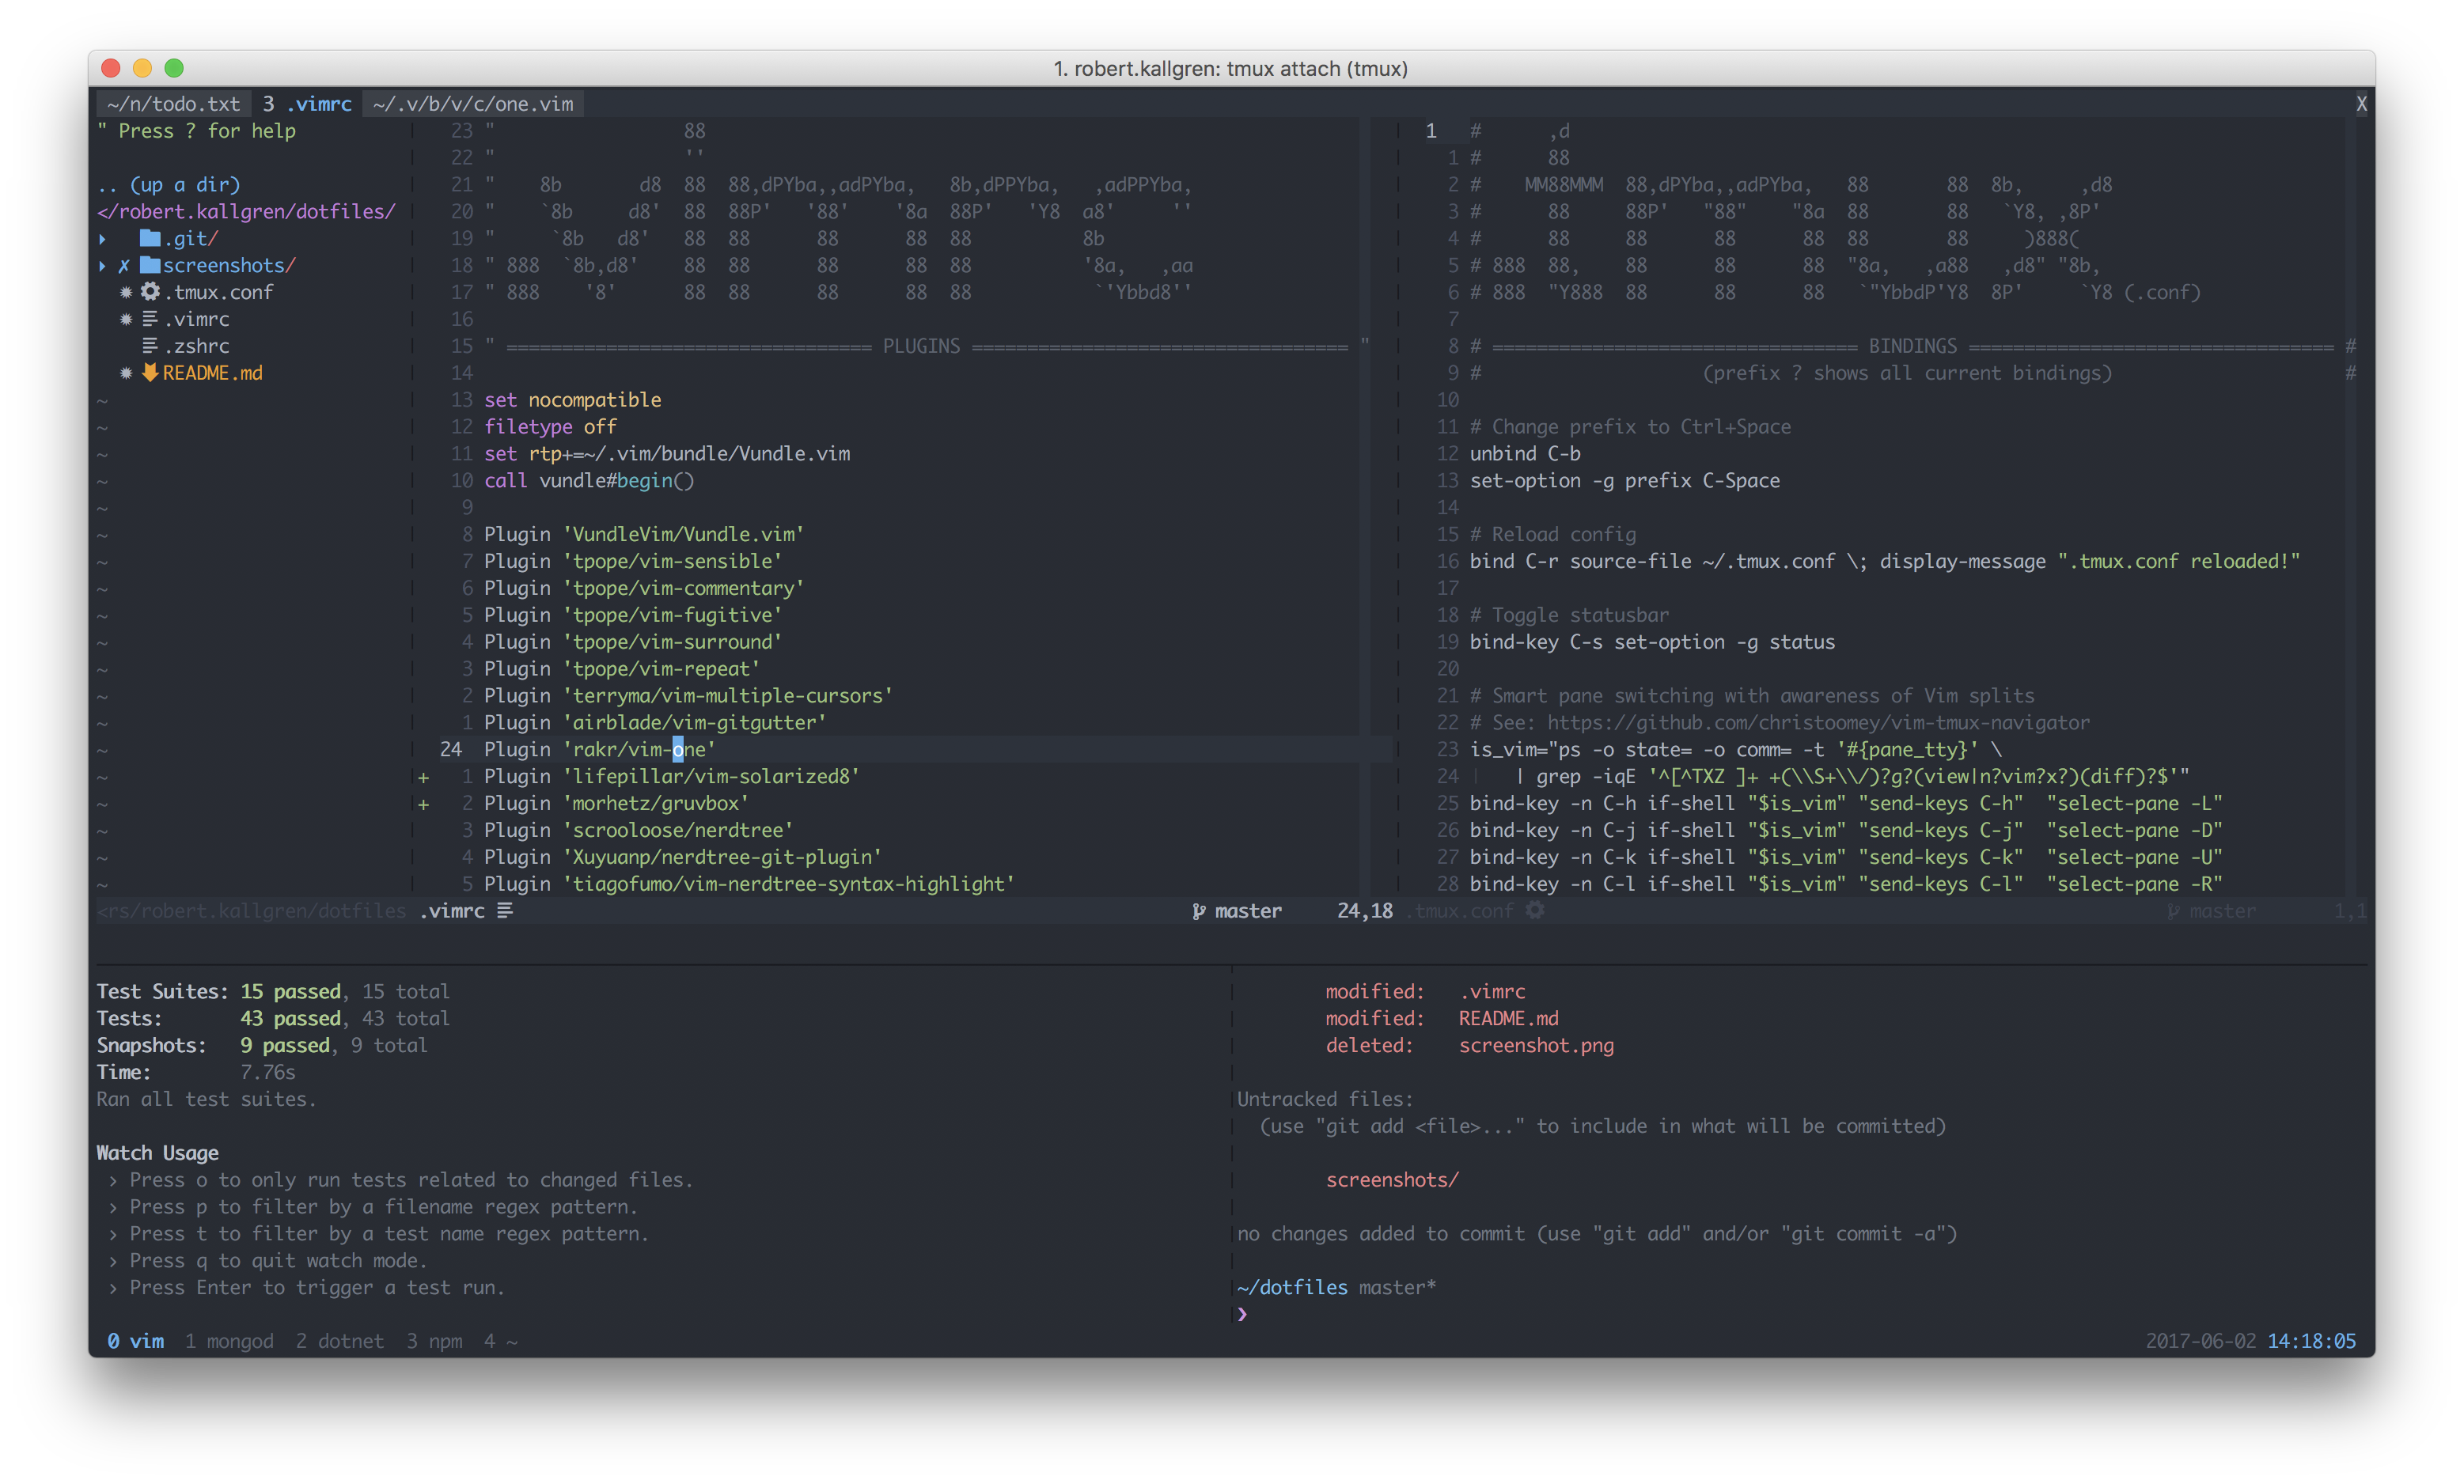 1. robert.kallgren: tmux attach (tmux)
~/n/todo.txt 3 .vimrc ~/.v/b/v/c/one.vim X
" Press ? for help
.. (up a dir)
</robert.kallgren/dotfiles/
.git/
✗ screenshots/
✹ .tmux.conf
✹ .vimrc
.zshrc
✹ README.md
23 "                 88
22 "                 ''
21 "    8b       d8  88  88,dPYba,,adPYba,   8b,dPPYba,   ,adPPYba,
20 "    `8b     d8'  88  88P'   '88'    '8a  88P'   'Y8  a8'     ''
19 "     `8b   d8'   88  88      88      88  88          8b
18 " 888  `8b,d8'    88  88      88      88  88          '8a,   ,aa
17 " 888    '8'      88  88      88      88  88           `'Ybbd8''
16
15 " ================================= PLUGINS ================================== "
14
13 set nocompatible
12 filetype off
11 set rtp+=~/.vim/bundle/Vundle.vim
10 call vundle#begin()
9
8 Plugin 'VundleVim/Vundle.vim'
7 Plugin 'tpope/vim-sensible'
6 Plugin 'tpope/vim-commentary'
5 Plugin 'tpope/vim-fugitive'
4 Plugin 'tpope/vim-surround'
3 Plugin 'tpope/vim-repeat'
2 Plugin 'terryma/vim-multiple-cursors'
1 Plugin 'airblade/vim-gitgutter'
24 Plugin 'rakr/vim-one'
+ 1 Plugin 'lifepillar/vim-solarized8'
+ 2 Plugin 'morhetz/gruvbox'
3 Plugin 'scrooloose/nerdtree'
4 Plugin 'Xuyuanp/nerdtree-git-plugin'
5 Plugin 'tiagofumo/vim-nerdtree-syntax-highlight'
1 #      ,d
1 #      88
2 #    MM88MMM  88,dPYba,,adPYba,   88       88  8b,     ,d8
3 #      88     88P'   "88"    "8a  88       88   `Y8, ,8P'
4 #      88     88      88      88  88       88     )888(
5 # 888  88,    88      88      88  "8a,   ,a88   ,d8" "8b,
6 # 888  "Y888  88      88      88   `"YbbdP'Y8  8P'     `Y8 (.conf)
7
8 # ================================= BINDINGS ================================= #
9 #                    (prefix ? shows all current bindings)                     #
10
11 # Change prefix to Ctrl+Space
12 unbind C-b
13 set-option -g prefix C-Space
14
15 # Reload config
16 bind C-r source-file ~/.tmux.conf \; display-message ".tmux.conf reloaded!"
17
18 # Toggle statusbar
19 bind-key C-s set-option -g status
20
21 # Smart pane switching with awareness of Vim splits
22 # See: https://github.com/christoomey/vim-tmux-navigator
23 is_vim="ps -o state= -o comm= -t '#{pane_tty}' \
24 | | grep -iqE '^[^TXZ ]+ +(\\S+\\/)?g?(view|n?vim?x?)(diff)?$'"
25 bind-key -n C-h if-shell "$is_vim" "send-keys C-h"  "select-pane -L"
26 bind-key -n C-j if-shell "$is_vim" "send-keys C-j"  "select-pane -D"
27 bind-key -n C-k if-shell "$is_vim" "send-keys C-k"  "select-pane -U"
28 bind-key -n C-l if-shell "$is_vim" "send-keys C-l"  "select-pane -R"
<rs/robert.kallgren/dotfiles .vimrc master 24,18 .tmux.conf master 1,1
Test Suites: 15 passed, 15 total
Tests: 43 passed, 43 total
Snapshots: 9 passed, 9 total
Time: 7.76s
Ran all test suites.
Watch Usage
› Press o to only run tests related to changed files.
› Press p to filter by a filename regex pattern.
› Press t to filter by a test name regex pattern.
› Press q to quit watch mode.
› Press Enter to trigger a test run.
modified: .vimrc
modified: README.md
deleted: screenshot.png
Untracked files:
(use "git add <file>..." to include in what will be committed)
screenshots/
no changes added to commit (use "git add" and/or "git commit -a")
~/dotfiles master*
❯
0 vim 1 mongod 2 dotnet 3 npm 4 ~ 2017-06-02 14:18:05